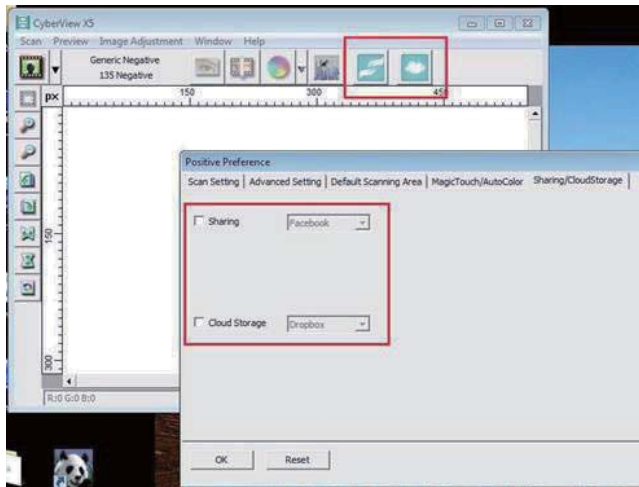 CyberView X5
Scan Preview Image Adjustment Window Help
Generic Negative
135 Negative
px
150
300
450
150
300
R:0 G:0 B:0
Positive Preference
Scan Setting
Advanced Setting
Default Scanning Area
MagicTouch/AutoColor
Sharing/CloudStorage
Sharing
Facebook
Cloud Storage
Dropbox
OK
Reset